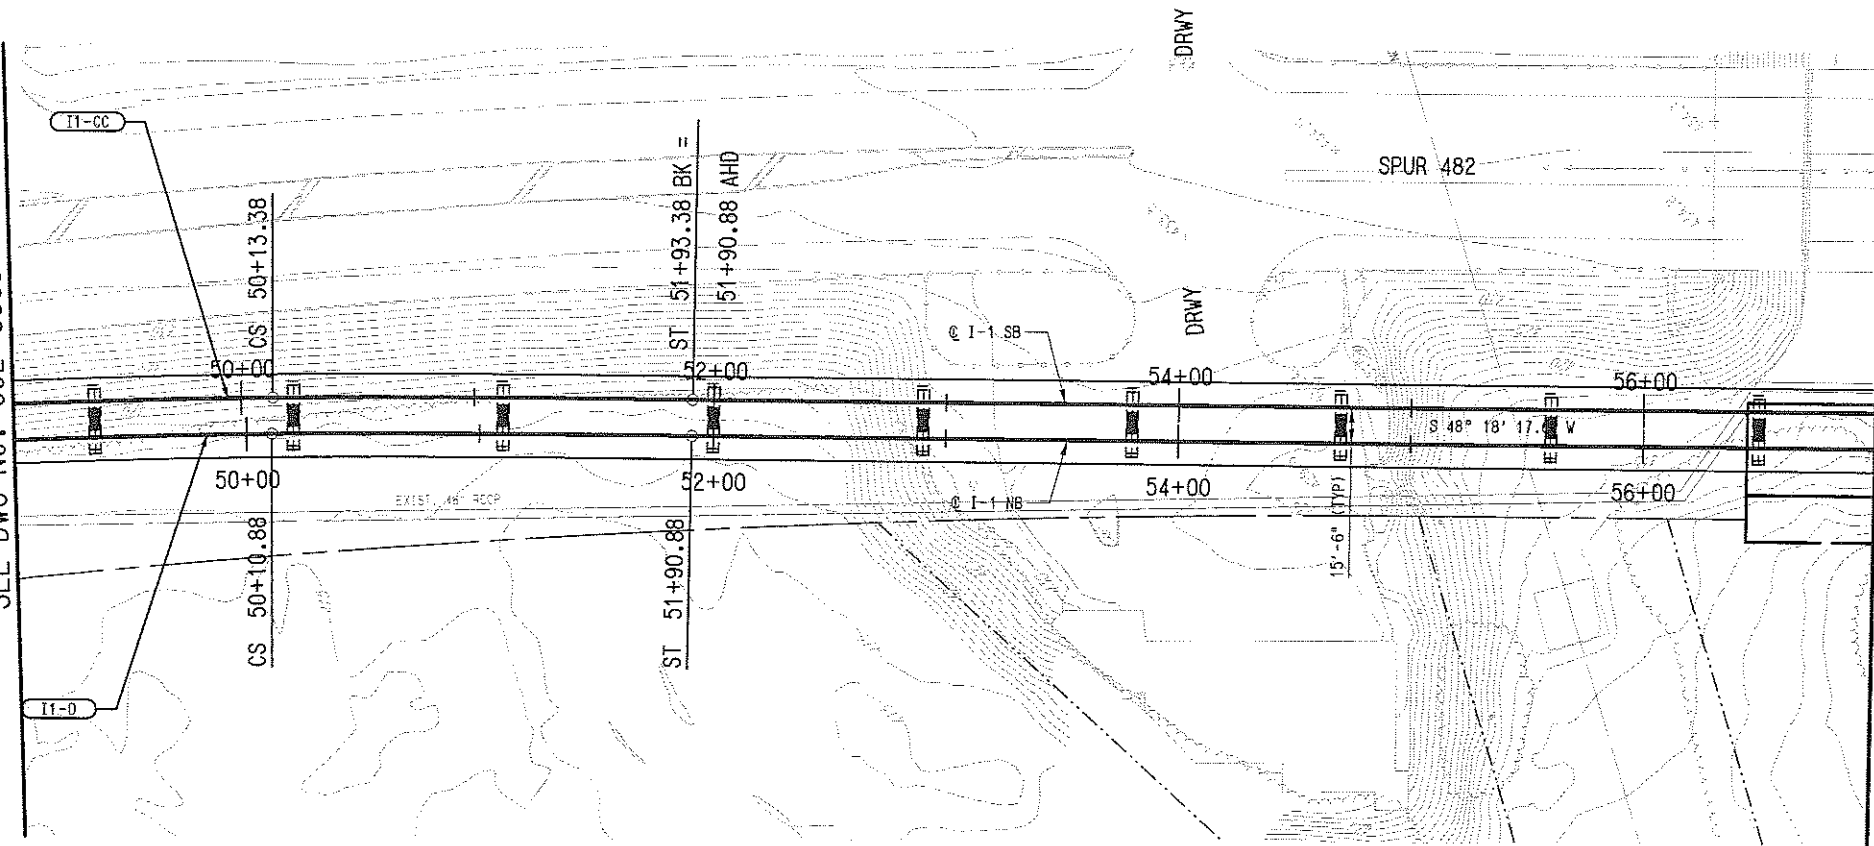 DRWY
I1-CC
SPUR 482
CS 50+13.38
ST 51+93.38 BK =
51+90.88 AHD
DRWY
℄ I-1 SB
50+00
52+00
54+00
56+00
S 48° 18' 17. W
50+00
52+00
54+00
56+00
EXIST. 48" RCCP
℄ I-1 NB
15'-6" (TYP)
CS 50+10.88
ST 51+90.88
I1-D
SEE DWG NO.